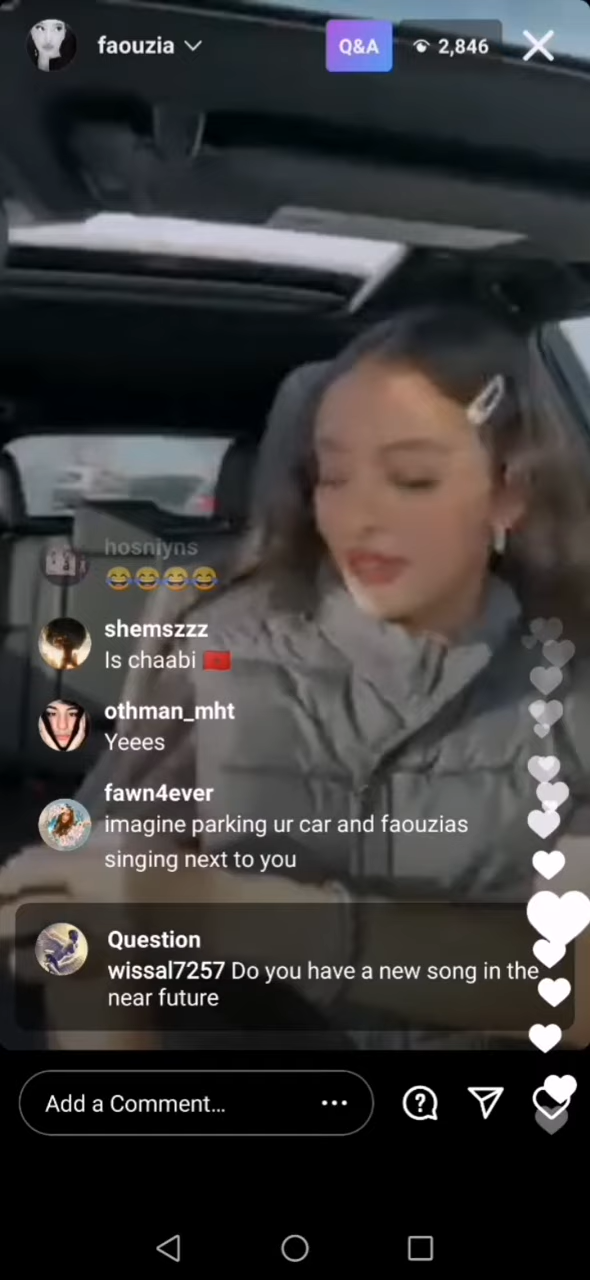 faouzia
Q&A
2,846
hosniyns
😂😂😂😂
shemszzz
Is chaabi 🇲🇦
othman_mht
Yeees
fawn4ever
imagine parking ur car and faouzias
singing next to you
Question
wissal7257 Do you have a new song in the
near future
Add a Comment...